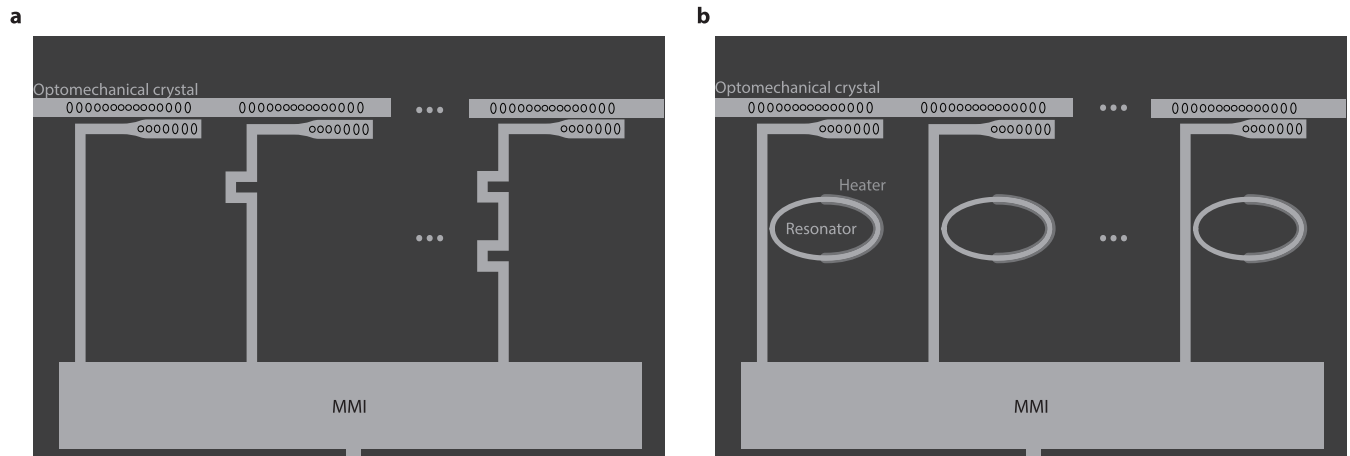 a
Optomechanical crystal
MMI
b
Optomechanical crystal
Heater
Resonator
MMI